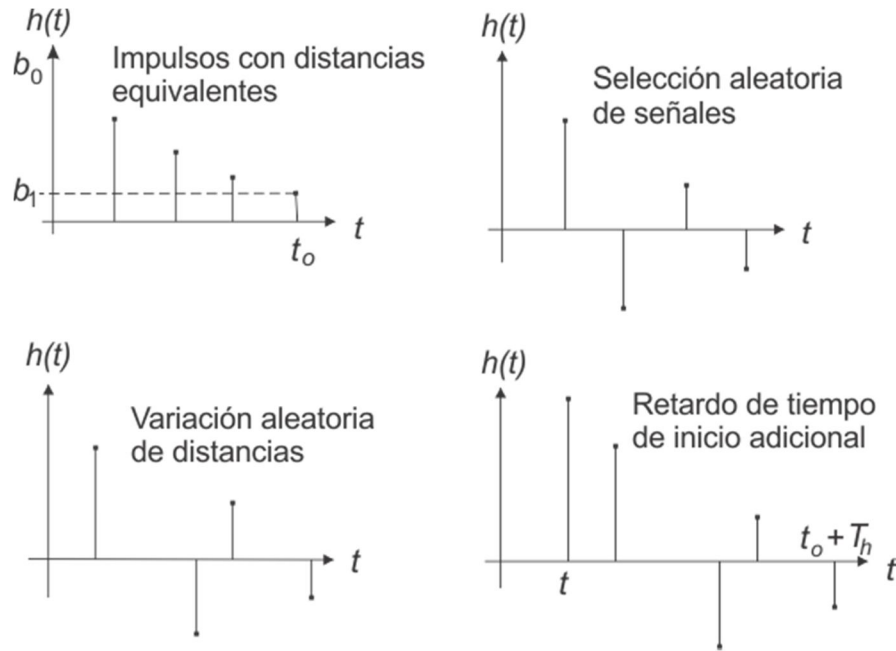 h(t)
b₀
Impulsos con distancias
equivalentes
b₁
t
tₒ
h(t)
Selección aleatoria
de señales
t
h(t)
Variación aleatoria
de distancias
t
h(t)
Retardo de tiempo
de inicio adicional
tₒ + Tₕ
t
t